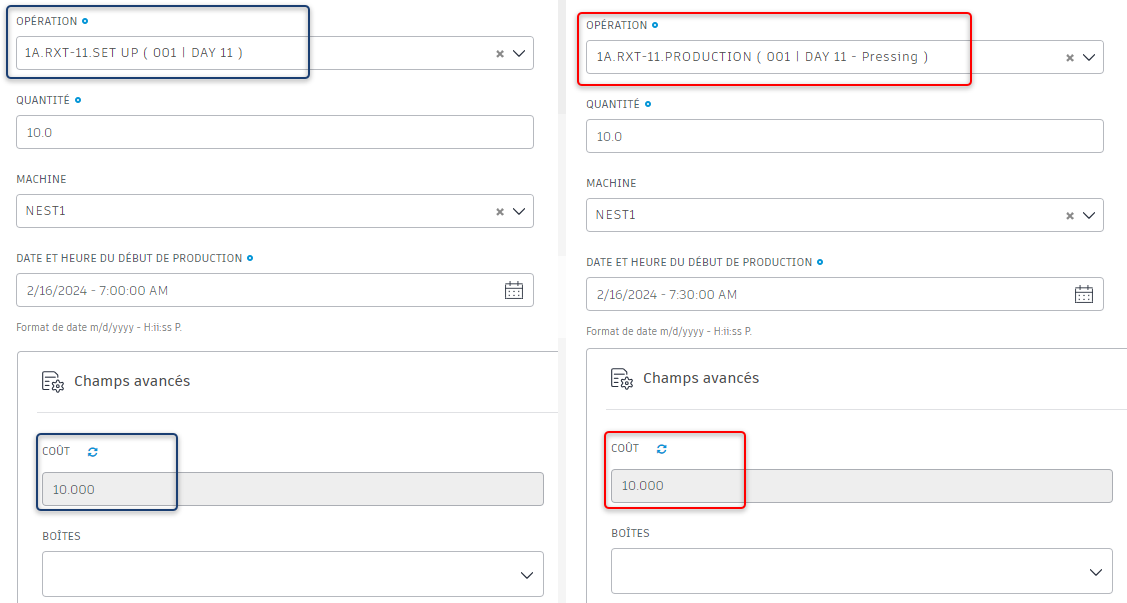 OPÉRATION
1A.RXT-11.SET UP ( 001 | DAY 11 )
QUANTITÉ
10.0
MACHINE
NEST1
DATE ET HEURE DU DÉBUT DE PRODUCTION
2/16/2024 - 7:00:00 AM
Format de date m/d/yyyy - H:ii:ss P.
Champs avancés
COÛT
10.000
BOÎTES
OPÉRATION
1A.RXT-11.PRODUCTION ( 001 | DAY 11 - Pressing )
QUANTITÉ
10.0
MACHINE
NEST1
DATE ET HEURE DU DÉBUT DE PRODUCTION
2/16/2024 - 7:30:00 AM
Format de date m/d/yyyy - H:ii:ss P.
Champs avancés
COÛT
10.000
BOÎTES